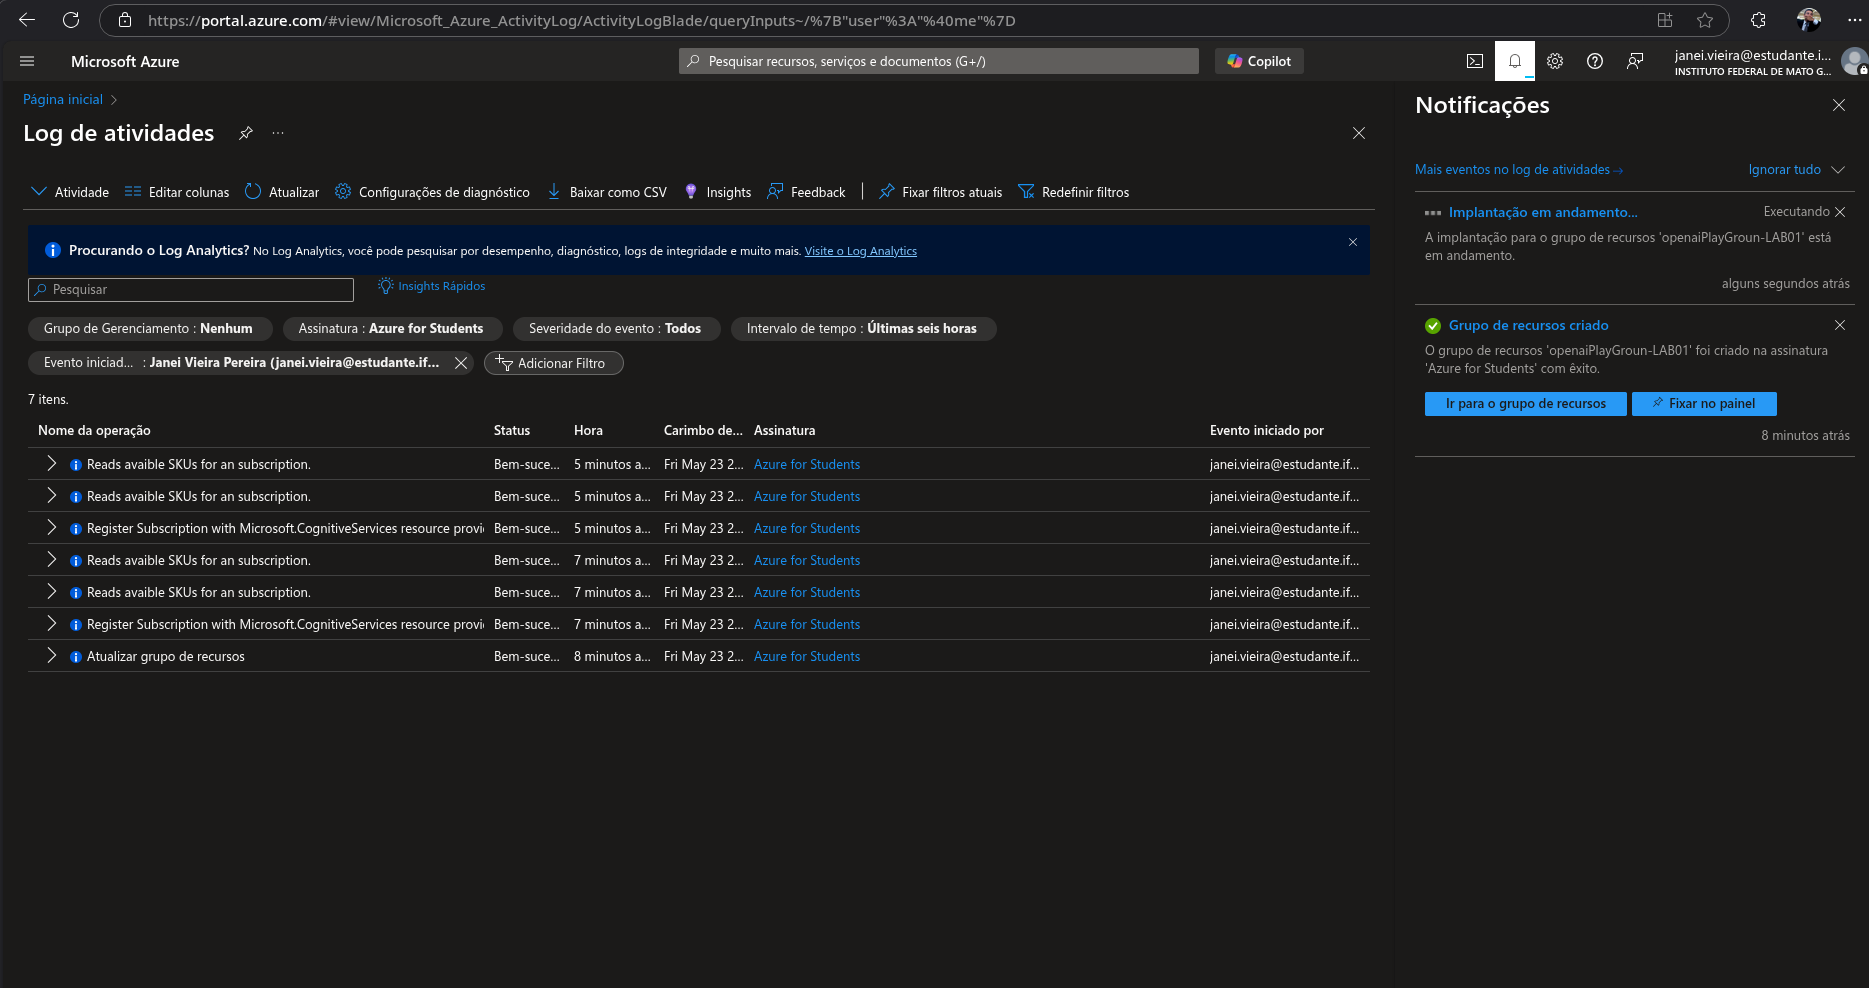 https://portal.azure.com/#view/Microsoft_Azure_ActivityLog/ActivityLogBlade/queryInputs~/%7B"user"%3A"%40me"%7D
Microsoft Azure
Pesquisar recursos, serviços e documentos (G+/)
Copilot
janei.vieira@estudante.i...
INSTITUTO FEDERAL DE MATO G...
Página inicial
Log de atividades
Atividade
Editar colunas
Atualizar
Configurações de diagnóstico
Baixar como CSV
Insights
Feedback
Fixar filtros atuais
Redefinir filtros
Procurando o Log Analytics? No Log Analytics, você pode pesquisar por desempenho, diagnóstico, logs de integridade e muito mais. Visite o Log Analytics
Pesquisar
Insights Rápidos
Grupo de Gerenciamento : Nenhum
Assinatura : Azure for Students
Severidade do evento : Todos
Intervalo de tempo : Últimas seis horas
Evento iniciad... : Janei Vieira Pereira (janei.vieira@estudante.if...
Adicionar Filtro
7 itens.
Nome da operação Status Hora Carimbo de... Assinatura Evento iniciado por
Reads avaible SKUs for an subscription. Bem-suce... 5 minutos a... Fri May 23 2... Azure for Students janei.vieira@estudante.if...
Reads avaible SKUs for an subscription. Bem-suce... 5 minutos a... Fri May 23 2... Azure for Students janei.vieira@estudante.if...
Register Subscription with Microsoft.CognitiveServices resource provi Bem-suce... 5 minutos a... Fri May 23 2... Azure for Students janei.vieira@estudante.if...
Reads avaible SKUs for an subscription. Bem-suce... 7 minutos a... Fri May 23 2... Azure for Students janei.vieira@estudante.if...
Reads avaible SKUs for an subscription. Bem-suce... 7 minutos a... Fri May 23 2... Azure for Students janei.vieira@estudante.if...
Register Subscription with Microsoft.CognitiveServices resource provi Bem-suce... 7 minutos a... Fri May 23 2... Azure for Students janei.vieira@estudante.if...
Atualizar grupo de recursos Bem-suce... 8 minutos a... Fri May 23 2... Azure for Students janei.vieira@estudante.if...
Notificações
Mais eventos no log de atividades
Ignorar tudo
Implantação em andamento...
Executando
A implantação para o grupo de recursos 'openaiPlayGroun-LAB01' está
em andamento.
alguns segundos atrás
Grupo de recursos criado
O grupo de recursos 'openaiPlayGroun-LAB01' foi criado na assinatura
'Azure for Students' com êxito.
Ir para o grupo de recursos
Fixar no painel
8 minutos atrás